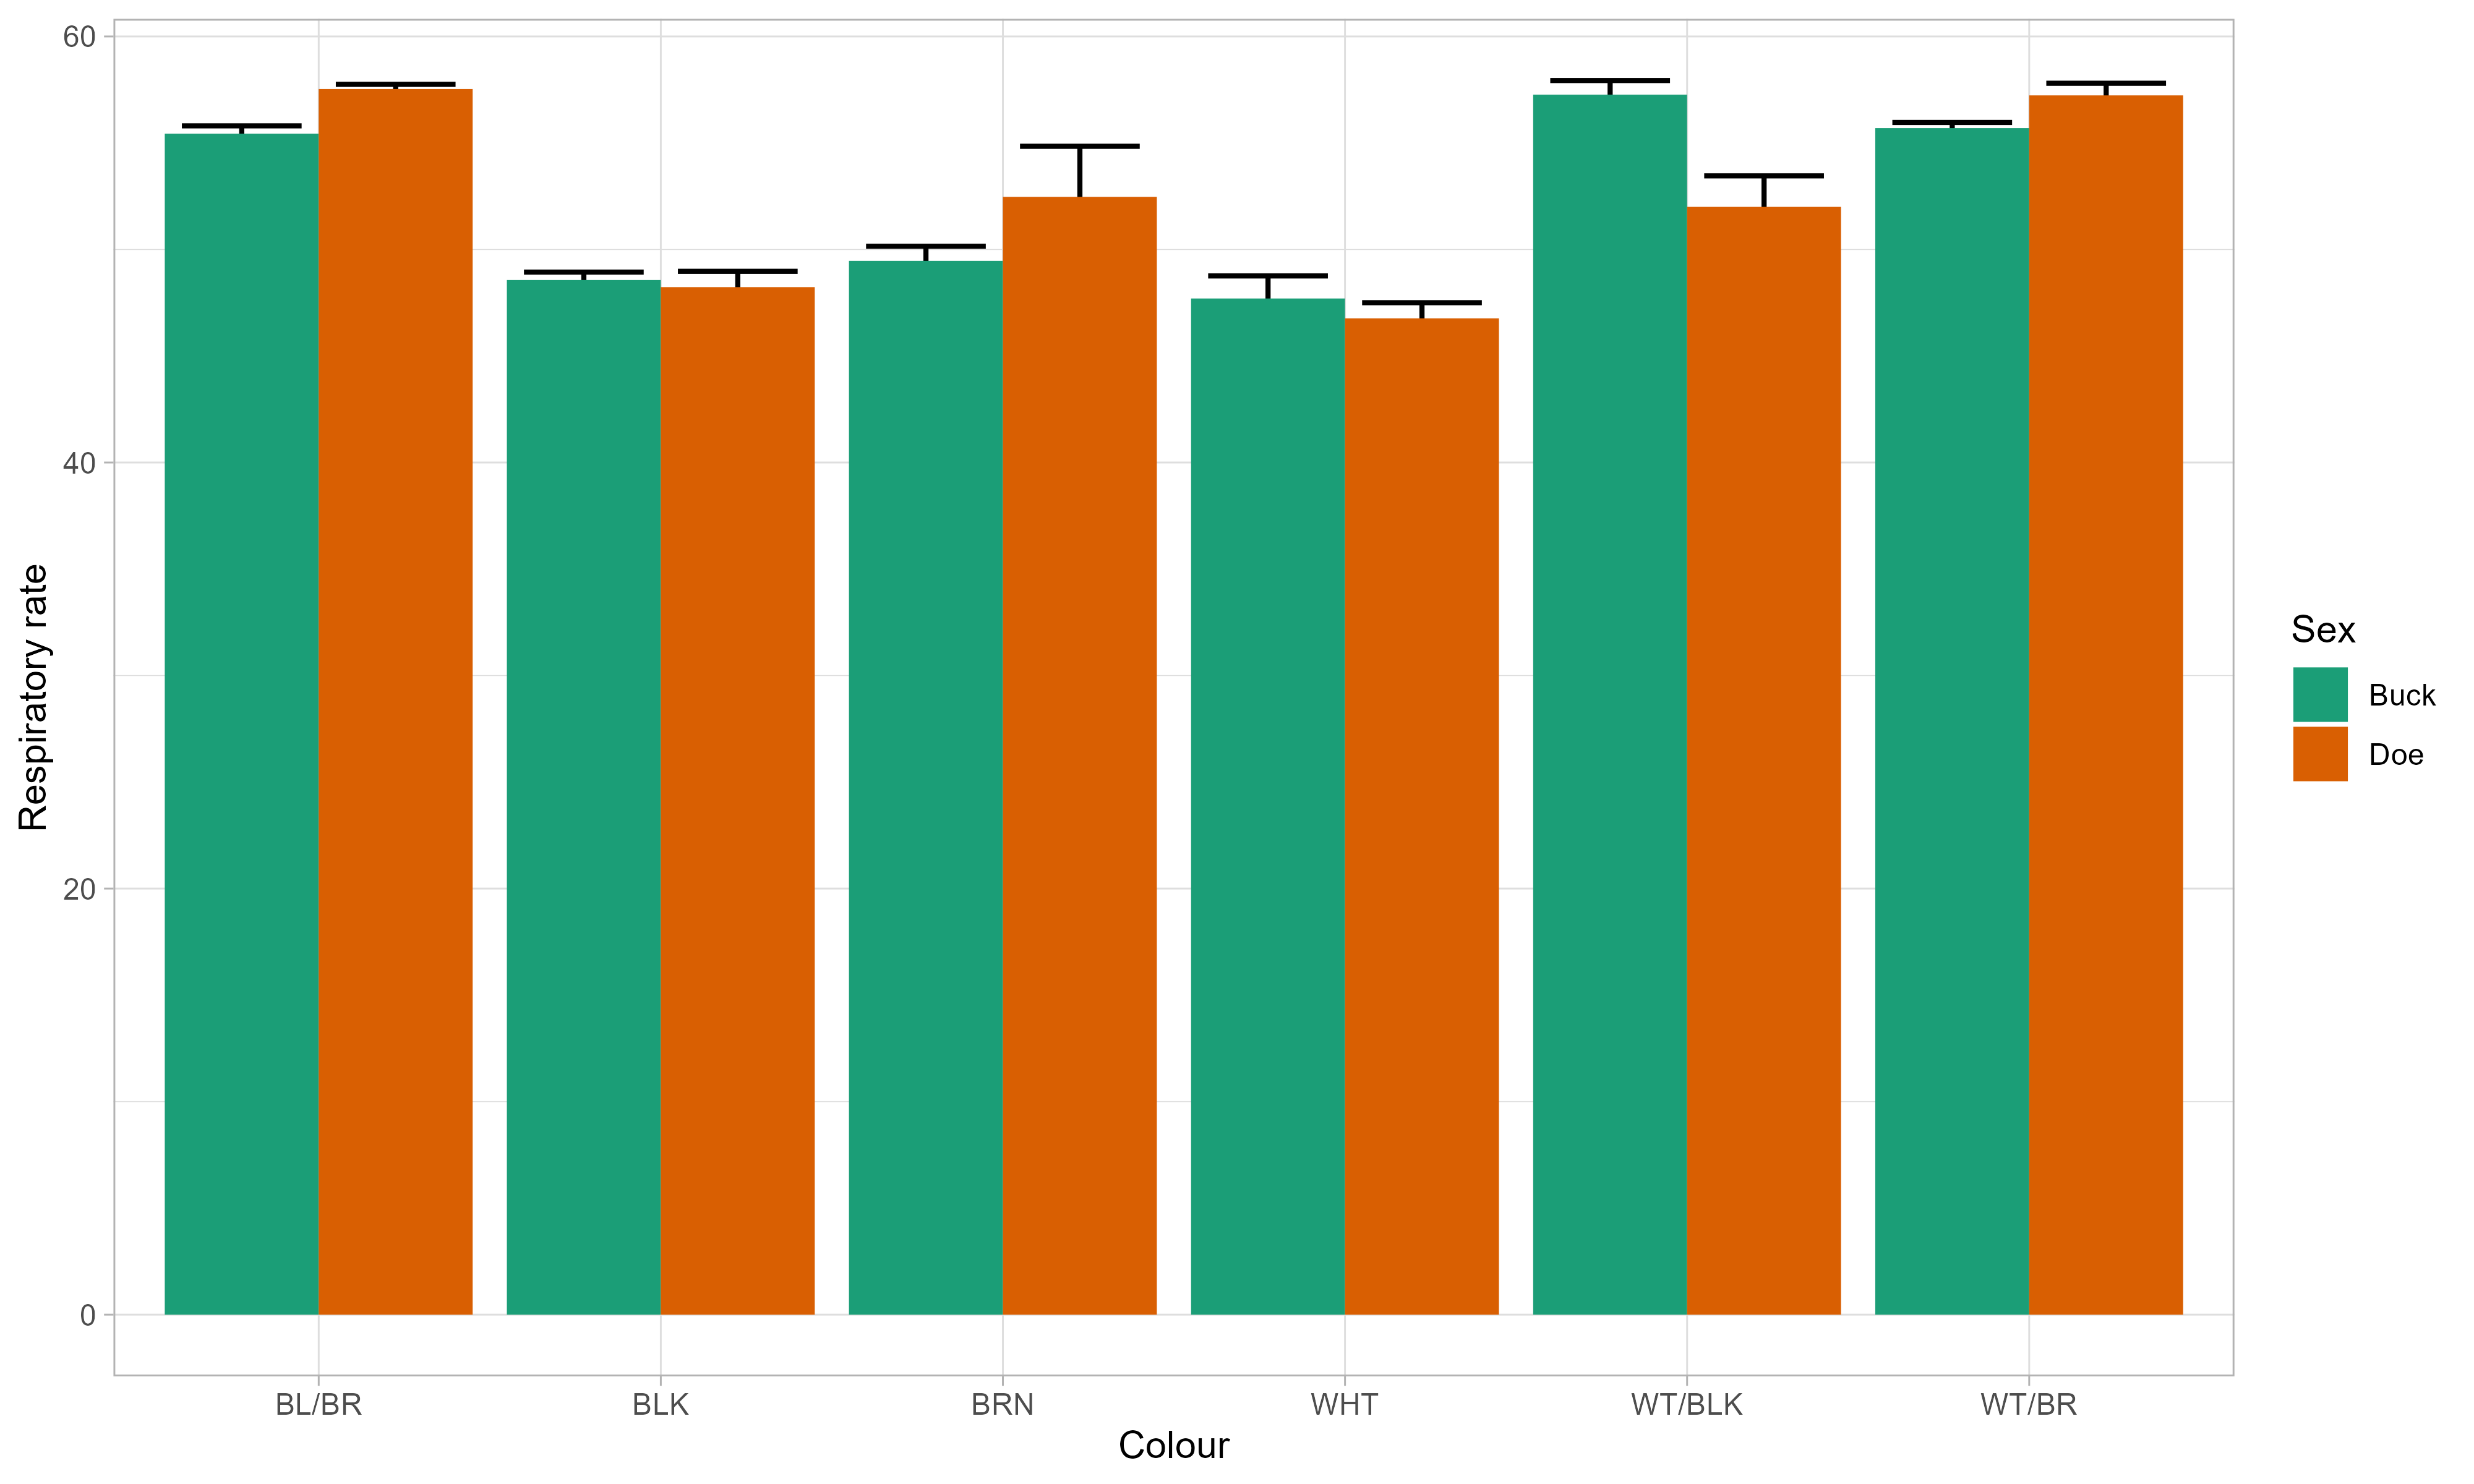 60
40
20
0
Respiratory rate
BL/BR
BLK
BRN
WHT
WT/BLK
WT/BR
Colour
Sex
Buck
Doe